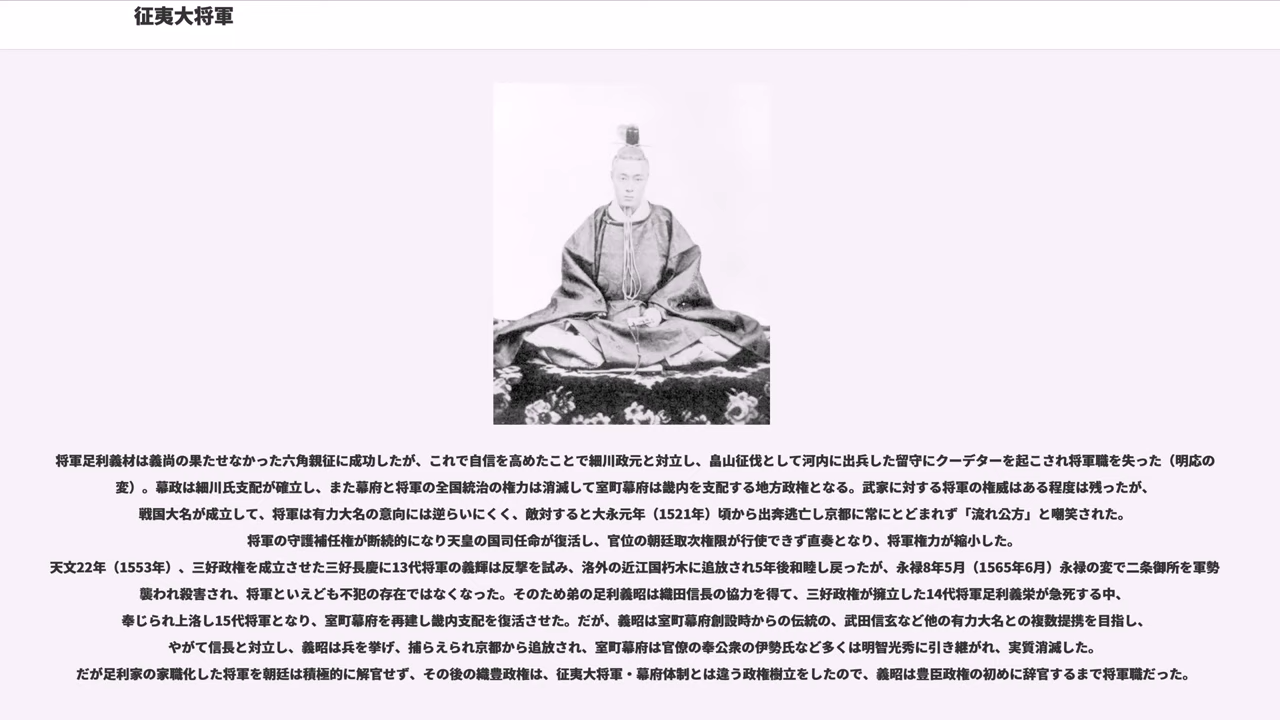 征夷大将軍
将軍足利義材は義尚の果たせなかった六角親征に成功したが、これで自信を高めたことで細川政元と対立し、畠山征伐として河内に出兵した留守にクーデターを起こされ将軍職を失った（明応の
変）。幕政は細川氏支配が確立し、また幕府と将軍の全国統治の権力は消滅して室町幕府は畿内を支配する地方政権となる。武家に対する将軍の権威はある程度は残ったが、
戦国大名が成立して、将軍は有力大名の意向には逆らいにくく、敵対すると大永元年（1521年）頃から出奔逃亡し京都に常にとどまれず「流れ公方」と嘲笑された。
将軍の守護補任権が断続的になり天皇の国司任命が復活し、官位の朝廷取次権限が行使できず直奏となり、将軍権力が縮小した。
天文22年（1553年）、三好政権を成立させた三好長慶に13代将軍の義輝は反撃を試み、洛外の近江国朽木に追放され5年後和睦し戻ったが、永禄8年5月（1565年6月）永禄の変で二条御所を軍勢
襲われ殺害され、将軍といえども不犯の存在ではなくなった。そのため弟の足利義昭は織田信長の協力を得て、三好政権が擁立した14代将軍足利義栄が急死する中、
奉じられ上洛し15代将軍となり、室町幕府を再建し畿内支配を復活させた。だが、義昭は室町幕府創設時からの伝統の、武田信玄など他の有力大名との複数提携を目指し、
やがて信長と対立し、義昭は兵を挙げ、捕らえられ京都から追放され、室町幕府は官僚の奉公衆の伊勢氏など多くは明智光秀に引き継がれ、実質消滅した。
だが足利家の家職化した将軍を朝廷は積極的に解官せず、その後の織豊政権は、征夷大将軍・幕府体制とは違う政権樹立をしたので、義昭は豊臣政権の初めに辞官するまで将軍職だった。